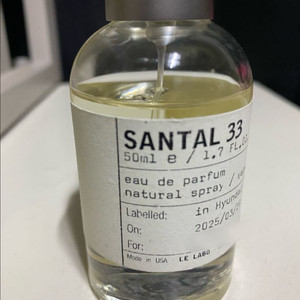 SANTAL 33
50ml e / 1.7 FL.
eau de parfum
natural spray /
Labelled: in Hyundai
On: 2025/03/
For:
Made in USA LE LABO